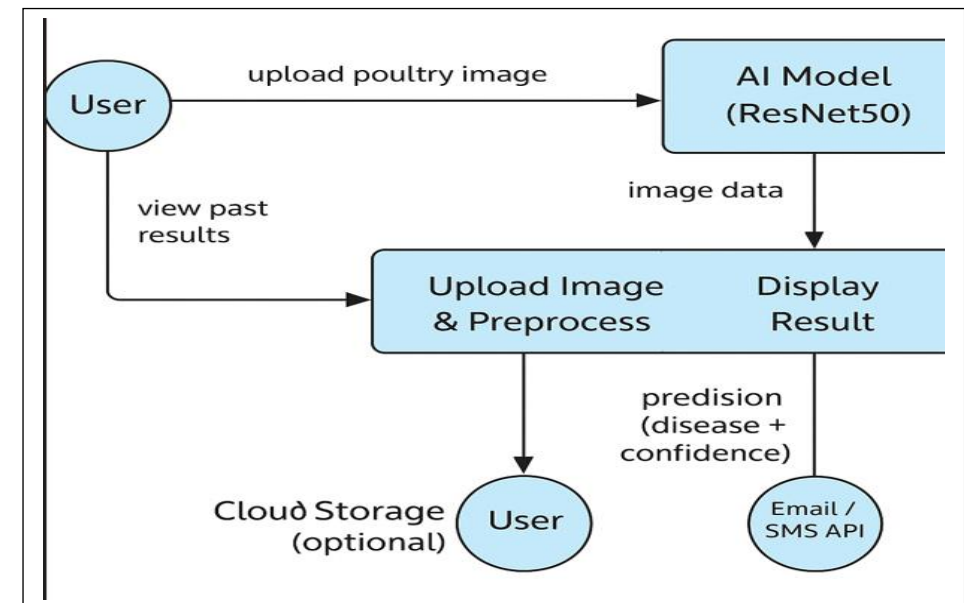 upload poultry image
User
AI Model
(ResNet50)
image data
view past
results
Upload Image
& Preprocess
Display
Result
predision
(disease +
confidence)
Cloud Storage
(optional)
User
Email /
SMS API